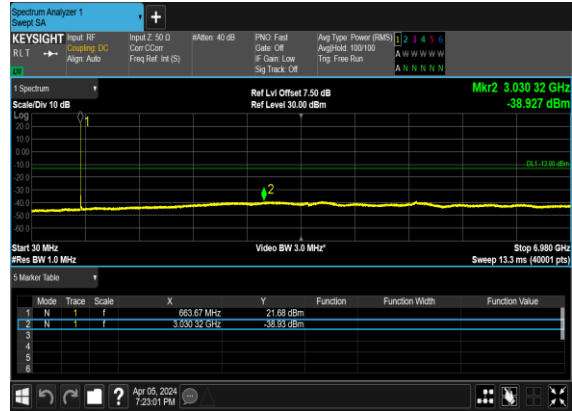 Spectrum Analyzer 1
Swept SA
+
KEYSIGHT Input: RF Input Z: 50 Ω #Atten: 40 dB PNO: Fast Avg Type: Power (RMS) 1 2 3 4 5 6
RLT Coupling: DC Corr CCorr Gate: Off Avg|Hold: 100/100 A W W W W W
Align: Auto Freq Ref: Int (S) IF Gain: Low Trig: Free Run
Sig Track: Off A N N N N N
1 Spectrum Ref Lvl Offset 7.50 dB Mkr2 3.030 32 GHz
Scale/Div 10 dB Ref Level 30.00 dBm -38.927 dBm
Log
20.0
10.0
0.00
-10.0
-20.0
-30.0
-40.0
-50.0
-60.0
1
DL1 -13.00 dBm
2
Start 30 MHz Video BW 3.0 MHz* Stop 6.980 GHz
#Res BW 1.0 MHz Sweep 13.3 ms (40001 pts)
5 Marker Table
Mode Trace Scale X Y Function Function Width Function Value
1 N 1 f 663.67 MHz 21.68 dBm
2 N 1 f 3.030 32 GHz -38.93 dBm
3
4
5
6
? Apr 05, 2024
7:23:01 PM